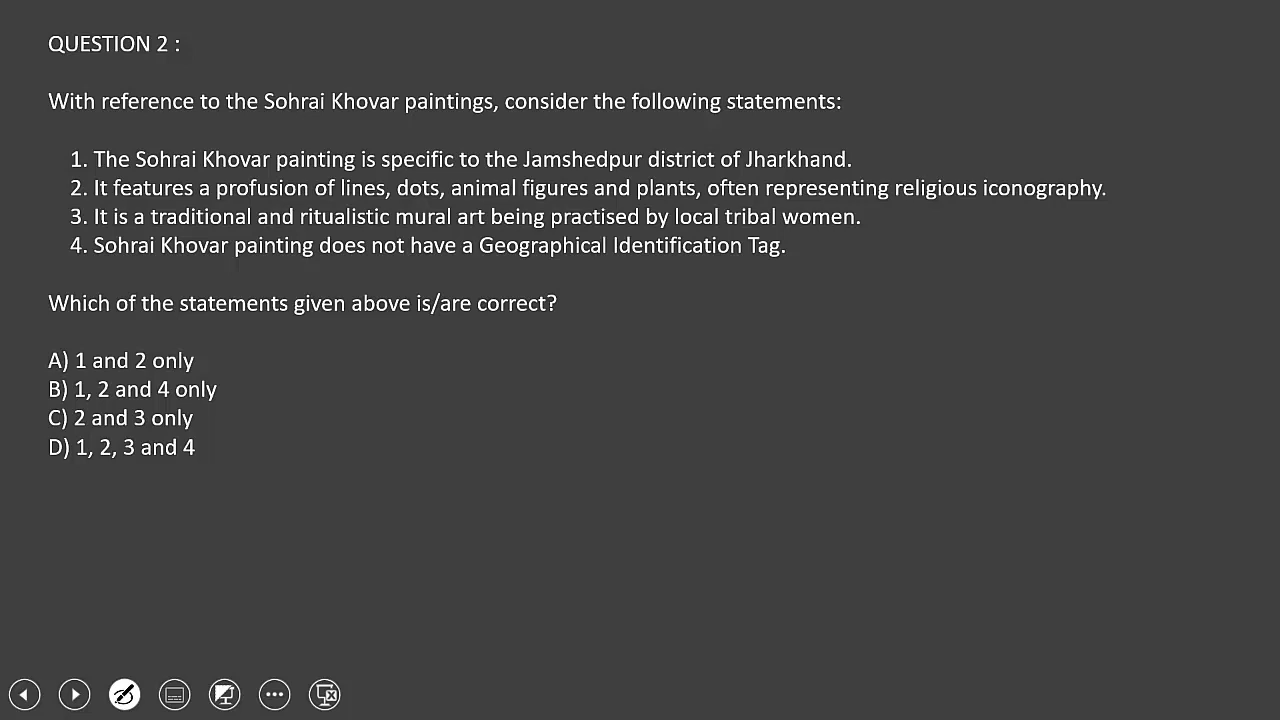 QUESTION 2 :
With reference to the Sohrai Khovar paintings, consider the following statements:
1. The Sohrai Khovar painting is specific to the Jamshedpur district of Jharkhand.
2. It features a profusion of lines, dots, animal figures and plants, often representing religious iconography.
3. It is a traditional and ritualistic mural art being practised by local tribal women.
4. Sohrai Khovar painting does not have a Geographical Identification Tag.
Which of the statements given above is/are correct?
A) 1 and 2 only
B) 1, 2 and 4 only
C) 2 and 3 only
D) 1, 2, 3 and 4